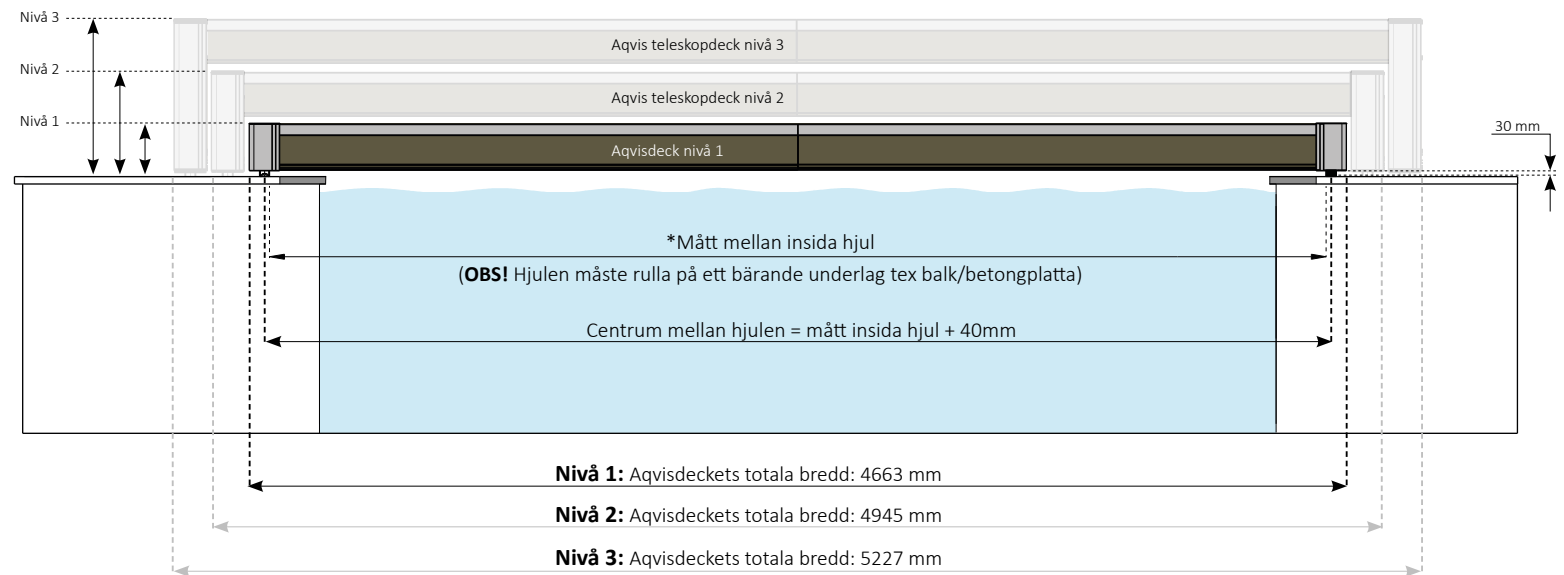 Nivå 3
Aqvis teleskopdeck nivå 3
Nivå 2
Aqvis teleskopdeck nivå 2
Nivå 1
Aqvisdeck nivå 1
30 mm
*Mått mellan insida hjul
(OBS! Hjulen måste rulla på ett bärande underlag tex balk/betongplatta)
Centrum mellan hjulen = mått insida hjul + 40mm
Nivå 1: Aqvisdeckets totala bredd: 4663 mm
Nivå 2: Aqvisdeckets totala bredd: 4945 mm
Nivå 3: Aqvisdeckets totala bredd: 5227 mm